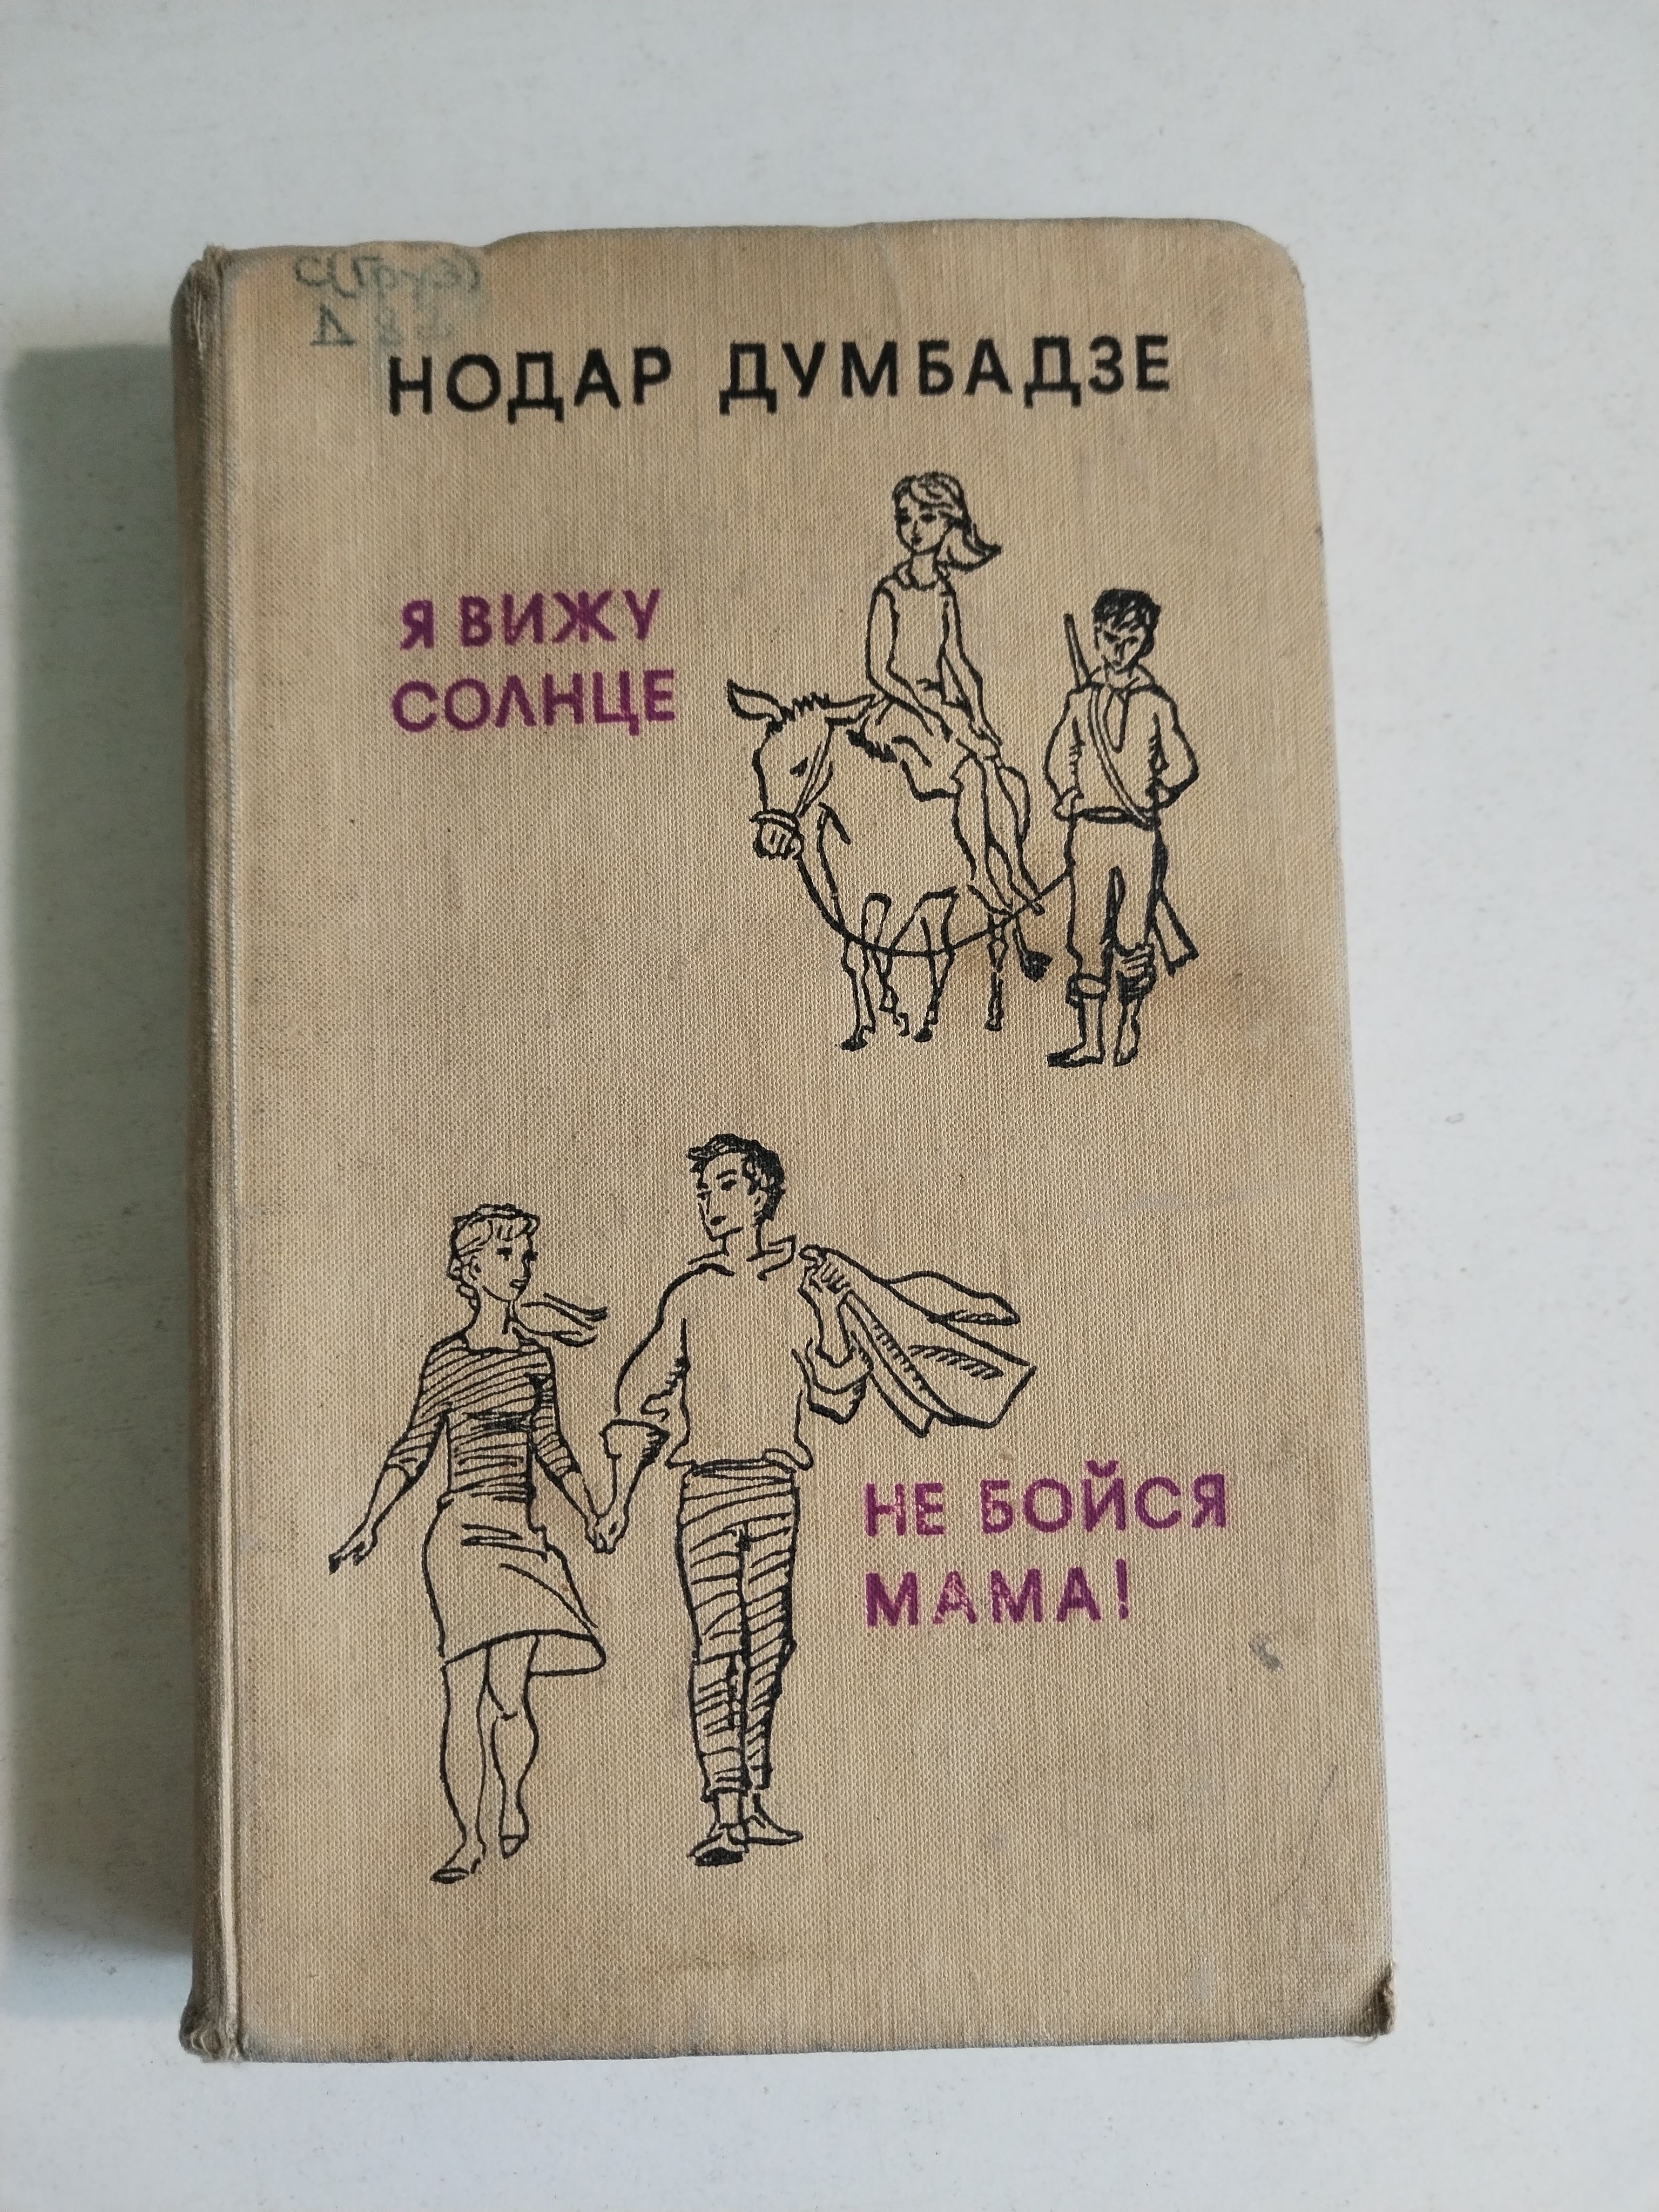 НОДАР ДУМБАДЗЕ
Я ВИЖУ
СОЛНЦЕ
НЕ БОЙСЯ
МАМА!